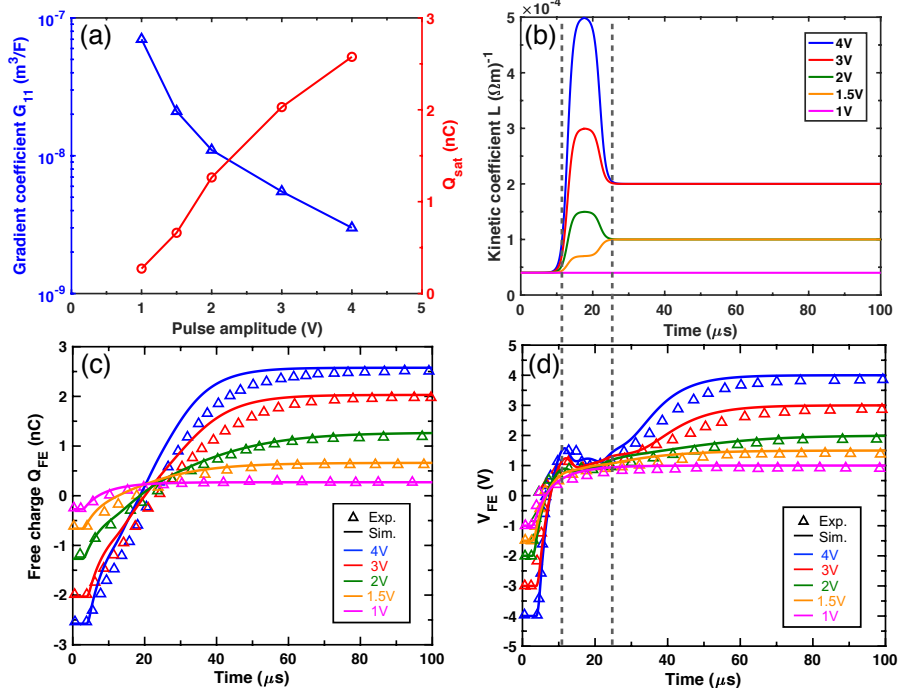 (a)
10⁻⁷
10⁻⁸
10⁻⁹
Gradient coefficient G₁₁ (m³/F)
3
2
1
0
Q_sat (nC)
0 1 2 3 4 5
Pulse amplitude (V)
×10⁻⁴
(b)
5
4
3
2
1
0
Kinetic coefficient L (Ωm)⁻¹
4V
3V
2V
1.5V
1V
0 20 40 60 80 100
Time (μs)
(c)
3
2
1
0
-1
-2
-3
Free charge Q_FE (nC)
Exp.
Sim.
4V
3V
2V
1.5V
1V
0 20 40 60 80 100
Time (μs)
(d)
5
4
3
2
1
0
-1
-2
-3
-4
-5
V_FE (V)
Exp.
Sim.
4V
3V
2V
1.5V
1V
0 20 40 60 80 100
Time (μs)